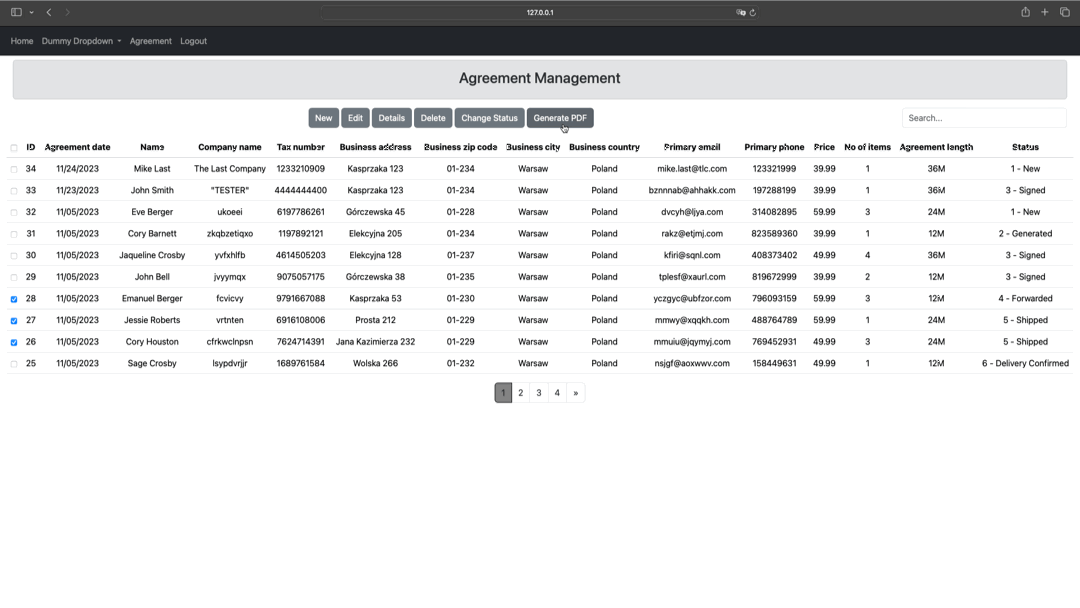 127.0.0.1
Home Dummy Dropdown Agreement Logout
Agreement Management
New Edit Details Delete Change Status Generate PDF Search...
ID Agreement date Name Company name Tax number Business address Business zip code Business city Business country Primary email Primary phone Price No of items Agreement length Status
34 11/24/2023 Mike Last The Last Company 1233210909 Kasprzaka 123 01-234 Warsaw Poland mike.last@tlc.com 123321999 39.99 1 36M 1 - New
33 11/23/2023 John Smith "TESTER" 4444444400 Kasprzaka 123 01-234 Warsaw Poland bznnnab@ahhakk.com 197288199 39.99 1 36M 3 - Signed
32 11/05/2023 Eve Berger ukoeei 6197786261 Górczewska 45 01-228 Warsaw Poland dvcyh@ljya.com 314082895 59.99 3 24M 1 - New
31 11/05/2023 Cory Barnett zkqbzetiqxo 1197892121 Elekcyjna 205 01-234 Warsaw Poland rakz@etjmj.com 823589360 39.99 1 12M 2 - Generated
30 11/05/2023 Jaqueline Crosby yvfxhlfb 4614505203 Elekcyjna 128 01-237 Warsaw Poland kfiri@sqnl.com 408373402 49.99 4 36M 3 - Signed
29 11/05/2023 John Bell jvyymqx 9075057175 Górczewska 38 01-235 Warsaw Poland tplesf@xaurl.com 819672999 39.99 2 12M 3 - Signed
28 11/05/2023 Emanuel Berger fcvicvy 9791667088 Kasprzaka 53 01-230 Warsaw Poland yczgyc@ubfzor.com 796093159 59.99 3 12M 4 - Forwarded
27 11/05/2023 Jessie Roberts vrtnten 6916108006 Prosta 212 01-229 Warsaw Poland mmwy@xqqkh.com 488764789 59.99 1 24M 5 - Shipped
26 11/05/2023 Cory Houston cfrkwclnpsn 7624714391 Jana Kazimierza 232 01-229 Warsaw Poland mmuiu@jqymyj.com 769452931 49.99 3 24M 5 - Shipped
25 11/05/2023 Sage Crosby lsypdvrjjr 1689761584 Wolska 266 01-232 Warsaw Poland nsjgf@aoxwwv.com 158449631 49.99 1 12M 6 - Delivery Confirmed
1 2 3 4 »